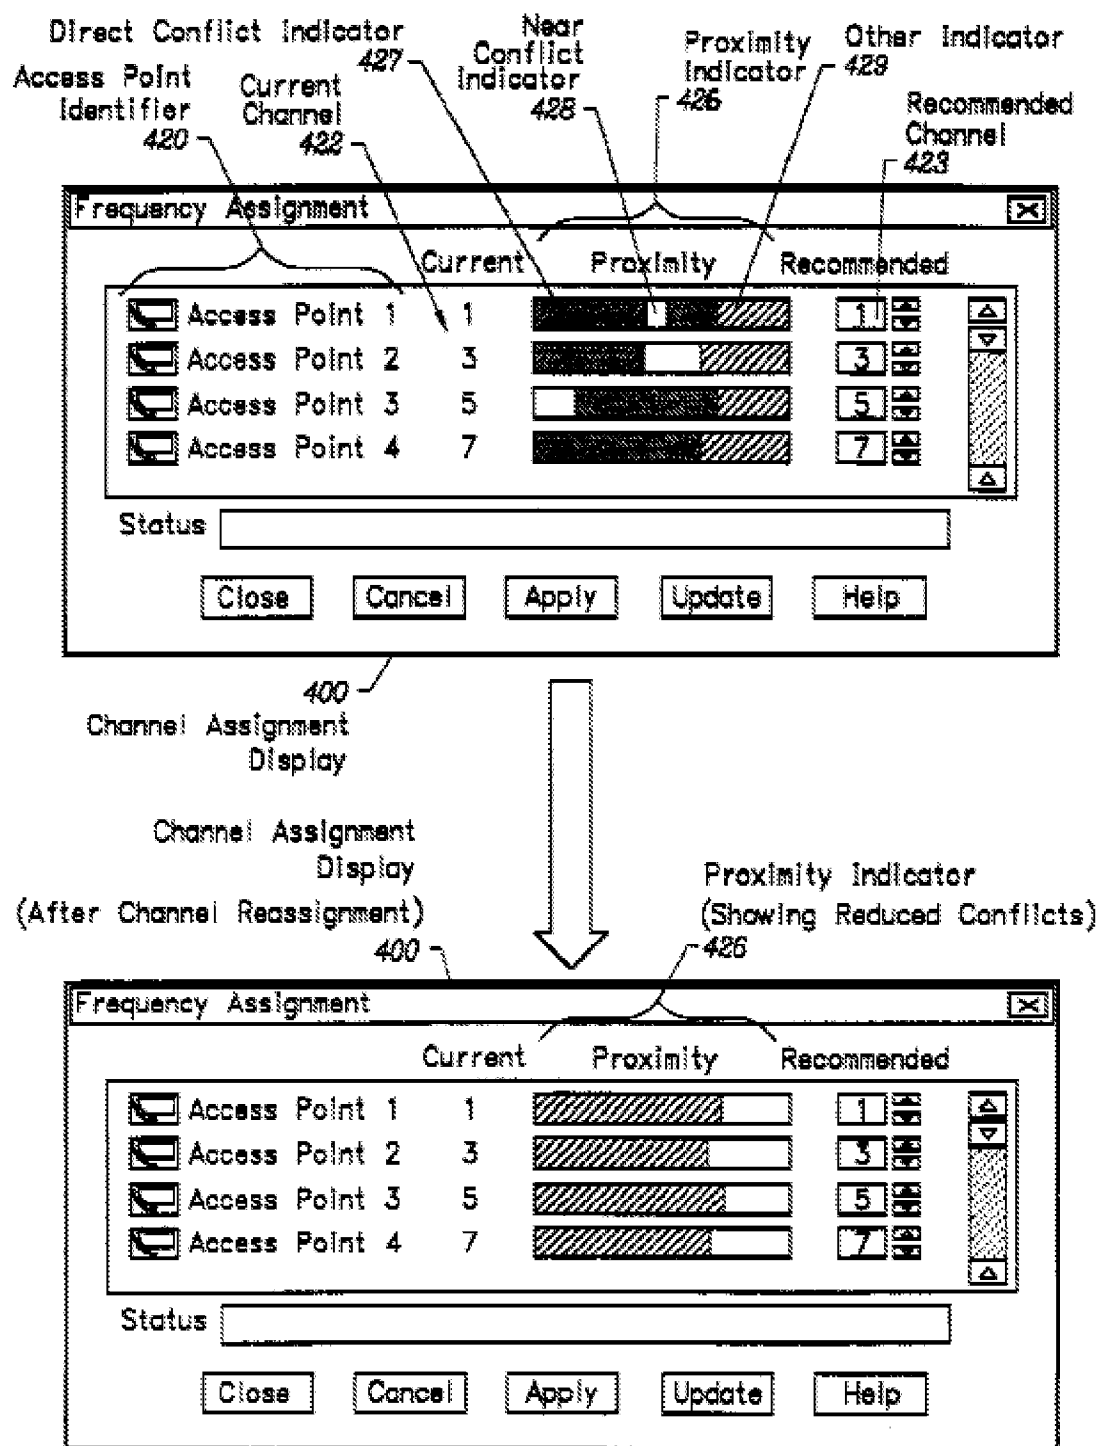 Direct Conflict Indicator
427
Near
Conflict
Indicator
428
Proximity
Indicator
426
Other Indicator
429
Access Point
Identifier
420
Current
Channel
422
Recommended
Channel
423
Frequency Assignment
Current Proximity Recommended
Access Point 1 1 1
Access Point 2 3 3
Access Point 3 5 5
Access Point 4 7 7
Status
Close Cancel Apply Update Help
400
Channel Assignment
Display
Channel Assignment
Display
(After Channel Reassignment)
400
Proximity Indicator
(Showing Reduced Conflicts)
426
Frequency Assignment
Current Proximity Recommended
Access Point 1 1 1
Access Point 2 3 3
Access Point 3 5 5
Access Point 4 7 7
Status
Close Cancel Apply Update Help